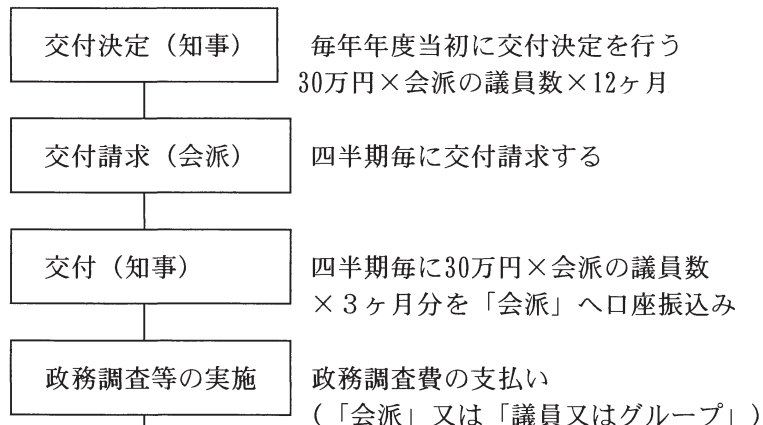 交付決定（知事）　毎年年度当初に交付決定を行う
30万円×会派の議員数×12ヶ月
交付請求（会派）　四半期毎に交付請求する
交付（知事）　四半期毎に30万円×会派の議員数
×３ヶ月分を「会派」へ口座振込み
政務調査等の実施　政務調査費の支払い
（「会派」又は「議員又はグループ」）